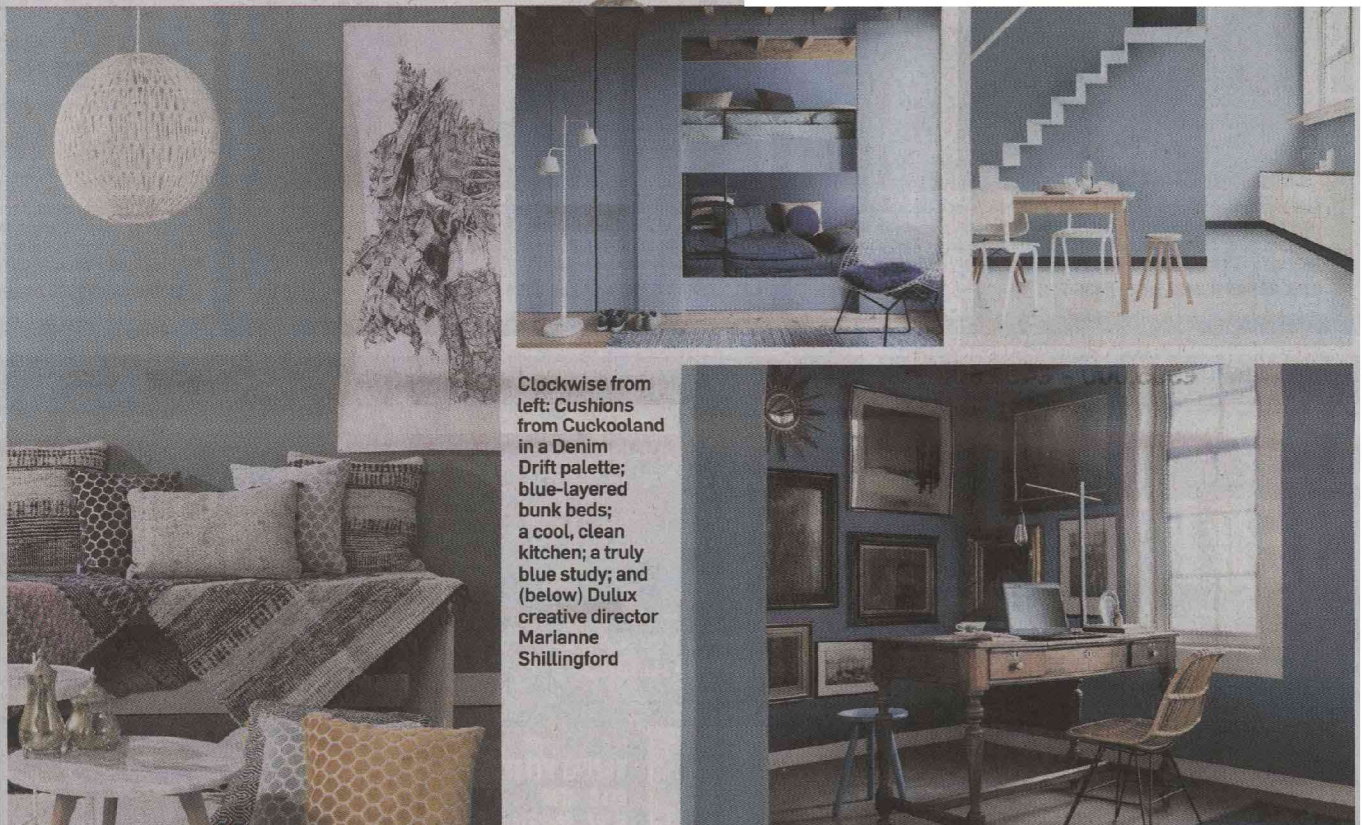 Clockwise from
left: Cushions
from Cuckooland
in a Denim
Drift palette;
blue-layered
bunk beds;
a cool, clean
kitchen; a truly
blue study; and
(below) Dulux
creative director
Marianne
Shillingford